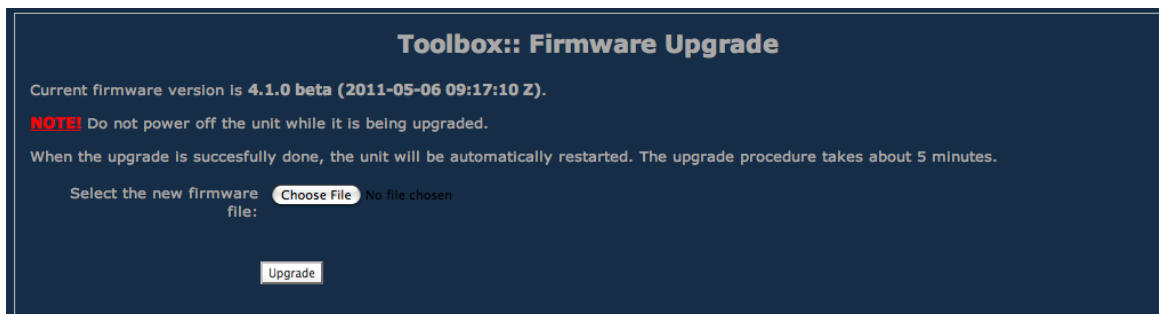 Toolbox:: Firmware Upgrade
Current firmware version is 4.1.0 beta (2011-05-06 09:17:10 Z).
NOTE! Do not power off the unit while it is being upgraded.
When the upgrade is succesfully done, the unit will be automatically restarted. The upgrade procedure takes about 5 minutes.
Select the new firmware Choose File No file chosen
file:
Upgrade